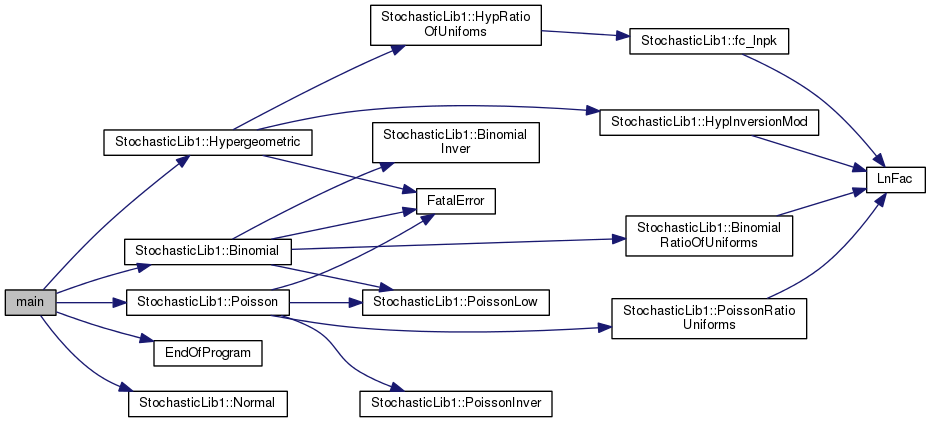 StochasticLib1::HypRatio
OfUnifoms
StochasticLib1::fc_lnpk
StochasticLib1::HypInversionMod
StochasticLib1::Hypergeometric
StochasticLib1::Binomial
Inver
LnFac
FatalError
StochasticLib1::Binomial
StochasticLib1::Binomial
RatioOfUniforms
main
StochasticLib1::Poisson
StochasticLib1::PoissonLow
StochasticLib1::PoissonRatio
Uniforms
EndOfProgram
StochasticLib1::Normal
StochasticLib1::PoissonInver